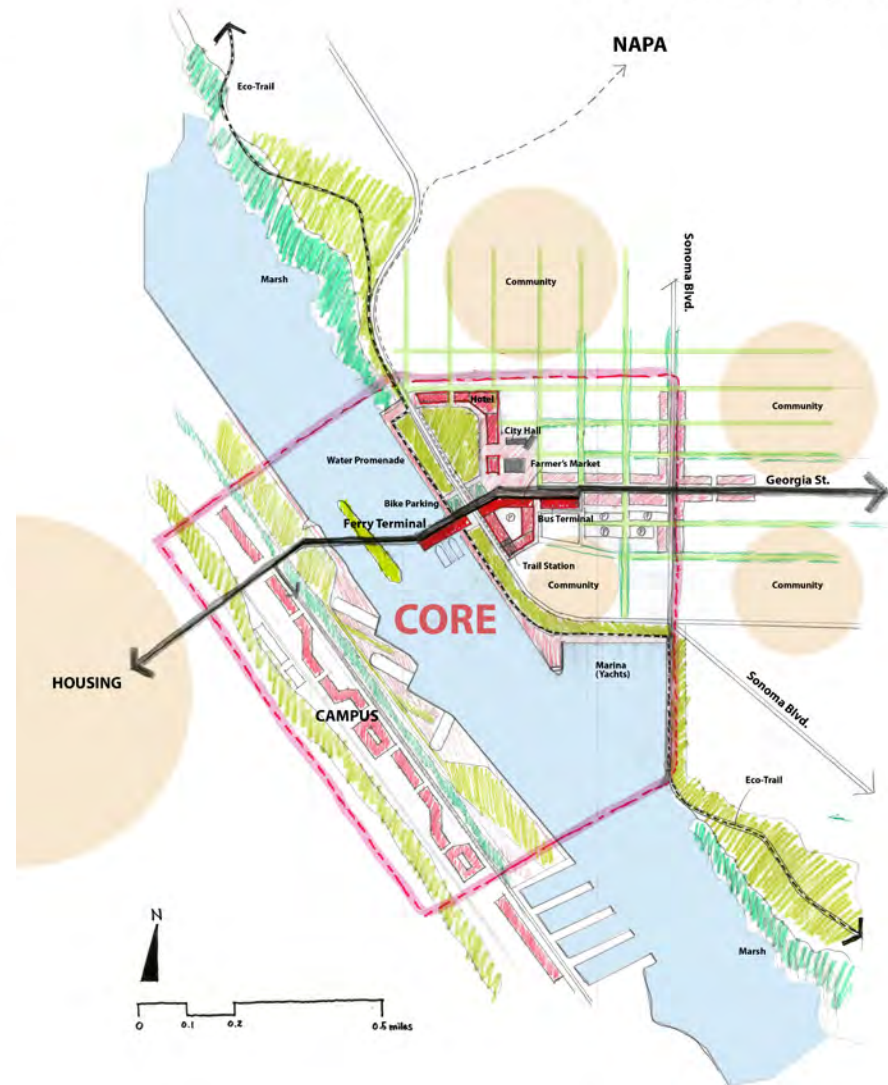 NAPA
Eco-Trail
Sonoma Blvd.
Marsh
Community
Hotel
Community
City Hall
Water Promenade
Farmer's Market
Georgia St.
Bike Parking
Ferry Terminal
P
Bus Terminal
P
P
P
P
Trail Station
Community
Community
CORE
HOUSING
Marina
(Yachts)
Sonoma Blvd.
CAMPUS
Eco-Trail
N
Marsh
0
0.1
0.2
0.5 miles